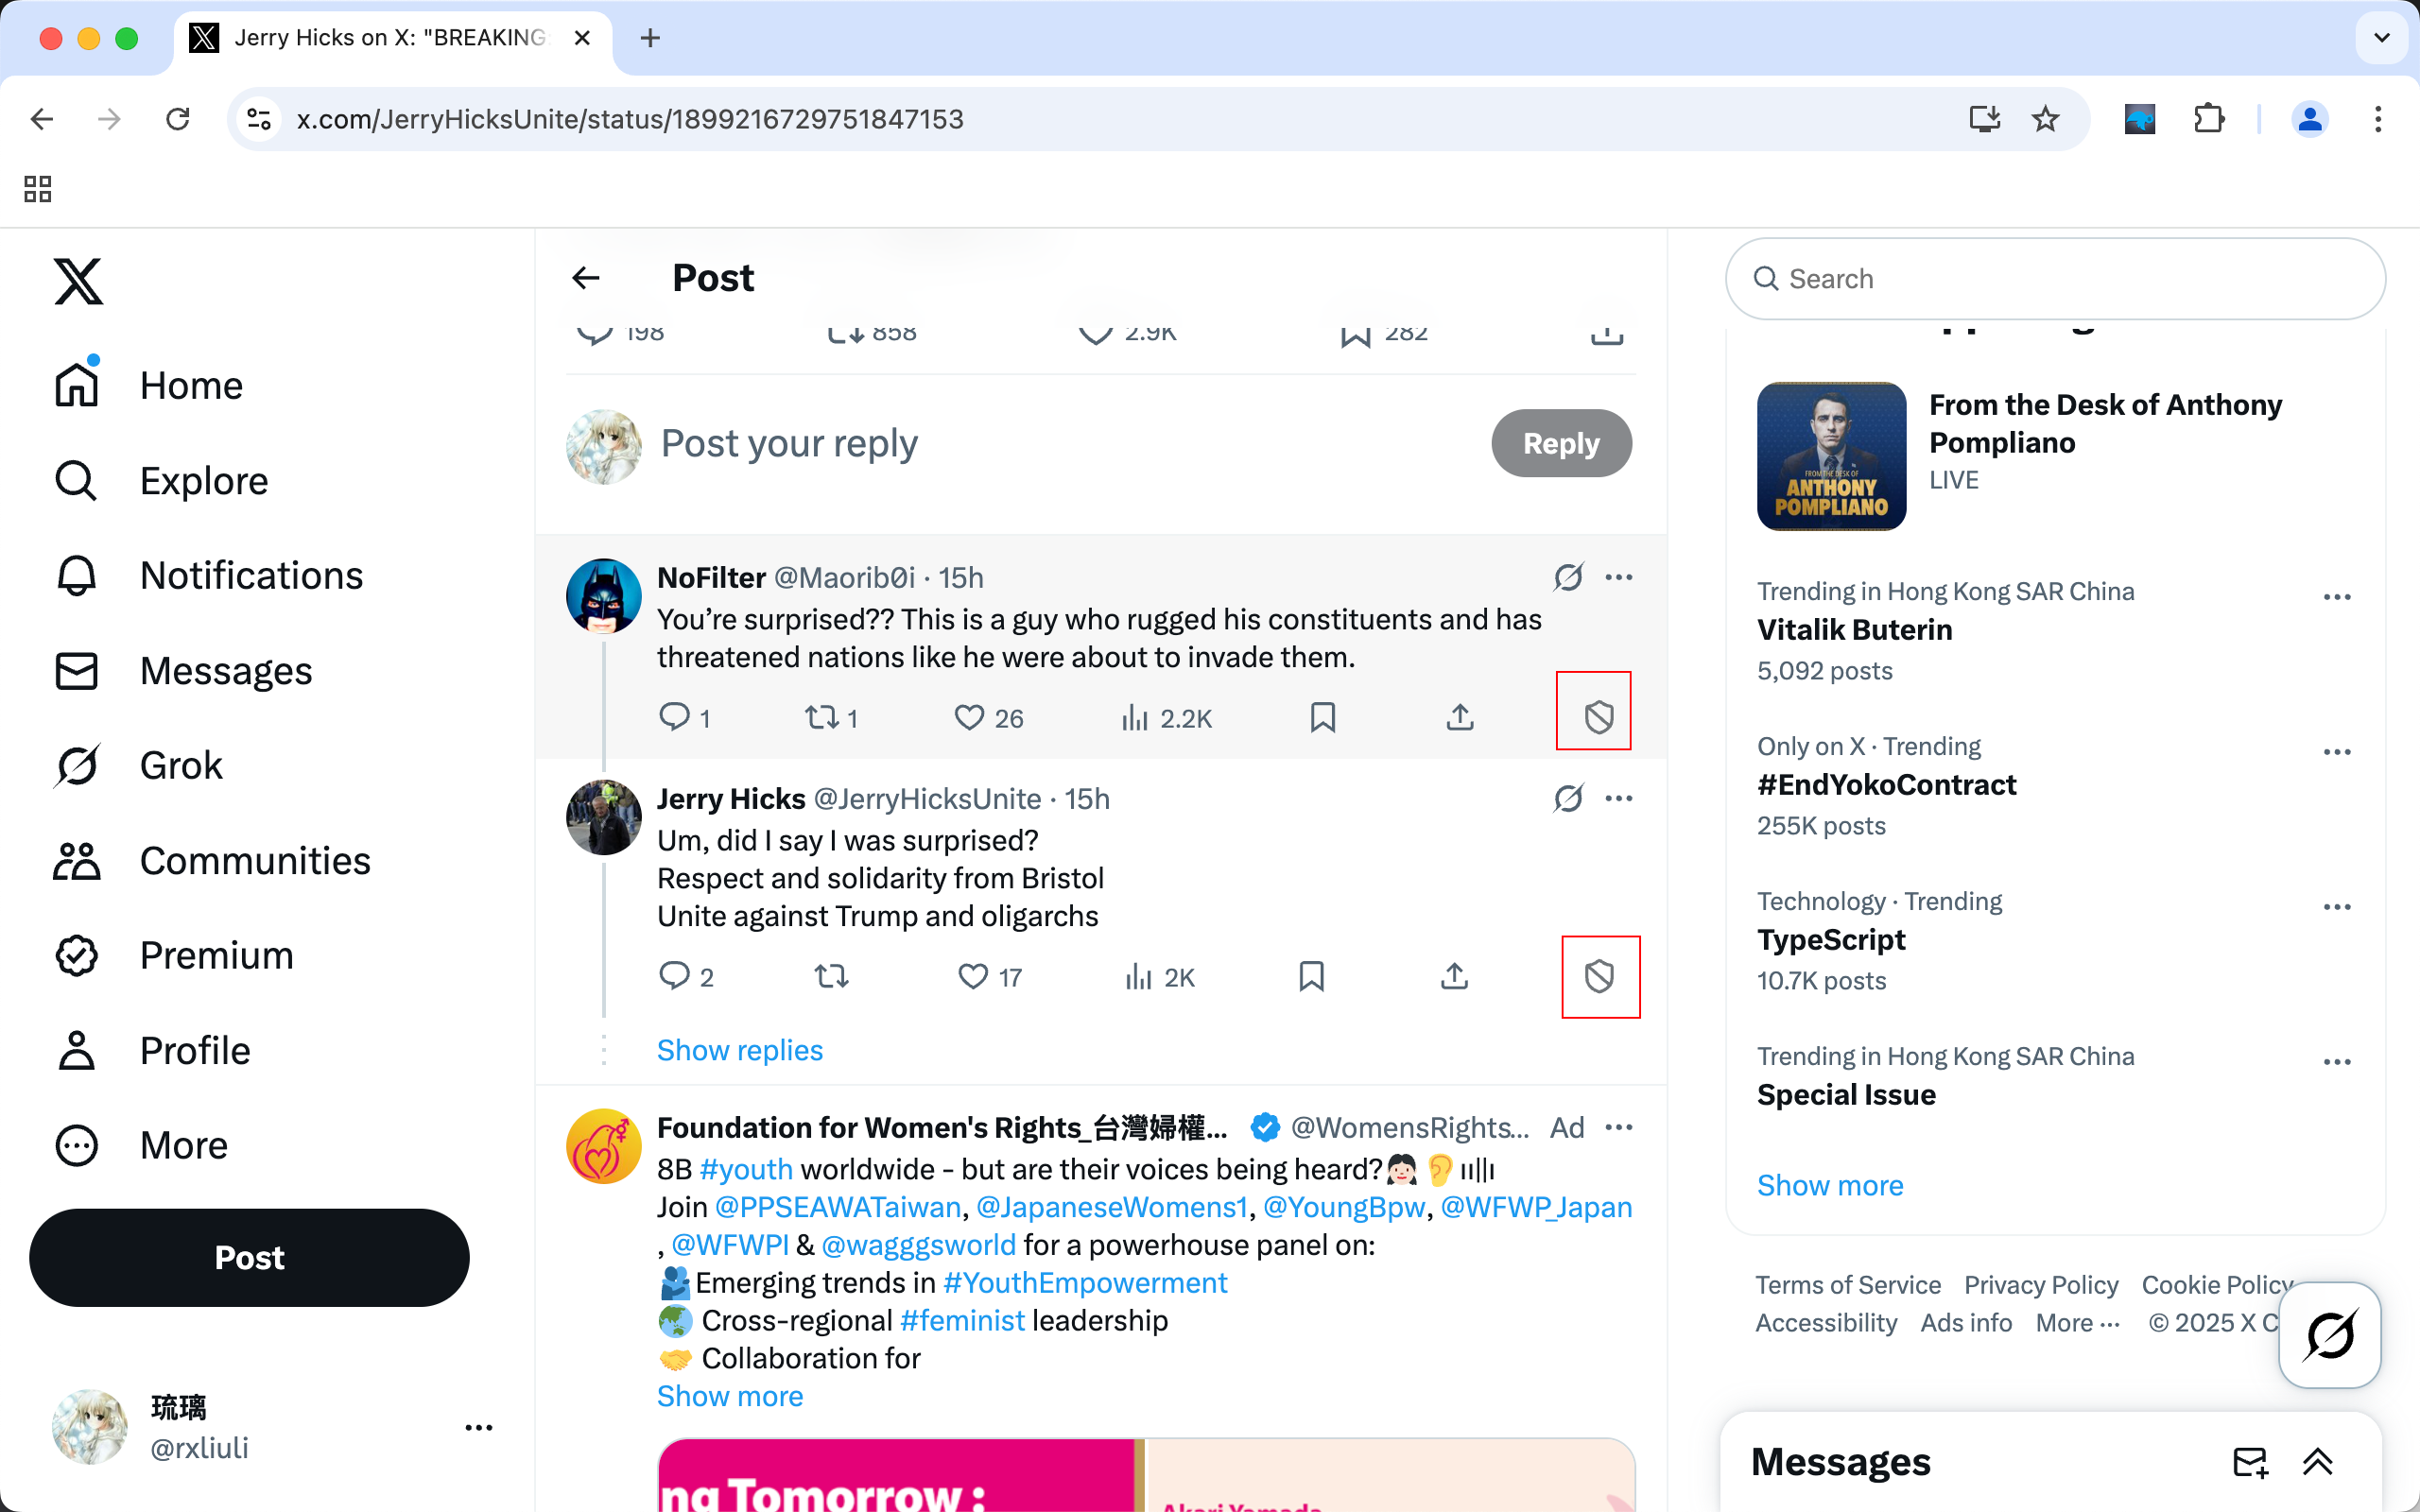 Jerry Hicks on X: "BREAKING:
x.com/JerryHicksUnite/status/1899216729751847153
Home
Explore
Notifications
Messages
Grok
Communities
Premium
Profile
More
Post
琉璃
@rxliuli
Post
198 858 2.9K 282
Post your reply
Reply
NoFilter @Maorib0i · 15h
You’re surprised?? This is a guy who rugged his constituents and has
threatened nations like he were about to invade them.
1 1 26 2.2K
Jerry Hicks @JerryHicksUnite · 15h
Um, did I say I was surprised?
Respect and solidarity from Bristol
Unite against Trump and oligarchs
2 17 2K
Show replies
Foundation for Women's Rights_台灣婦權... @WomensRights... Ad
8B #youth worldwide - but are their voices being heard?👧🏻👂ıı||ı
Join @PPSEAWATaiwan, @JapaneseWomens1, @YoungBpw, @WFWP_Japan
, @WFWPI & @wagggsworld for a powerhouse panel on:
🫂Emerging trends in #YouthEmpowerment
🌏 Cross-regional #feminist leadership
🤝 Collaboration for
Show more
ng Tomorrow :
Akari Yamada
Search
FROM THE DESK OF
ANTHONY
POMPLIANO
From the Desk of Anthony
Pompliano
LIVE
Trending in Hong Kong SAR China
Vitalik Buterin
5,092 posts
Only on X · Trending
#EndYokoContract
255K posts
Technology · Trending
TypeScript
10.7K posts
Trending in Hong Kong SAR China
Special Issue
Show more
Terms of Service Privacy Policy Cookie Policy
Accessibility Ads info More ··· © 2025 X C
Messages